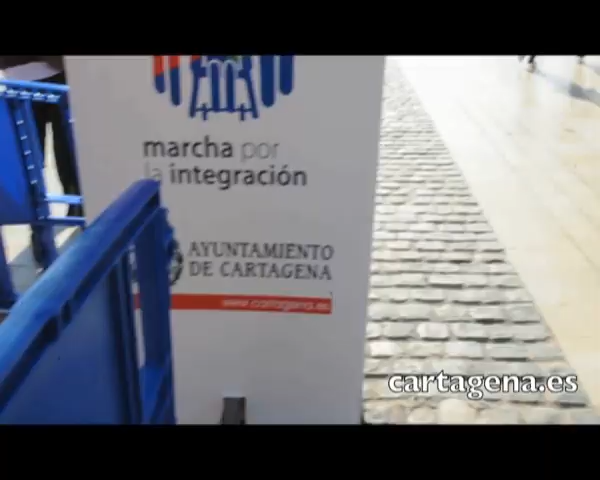 marcha por
la integración
AYUNTAMIENTO
DE CARTAGENA
www.cartagena.es
cartagena.es